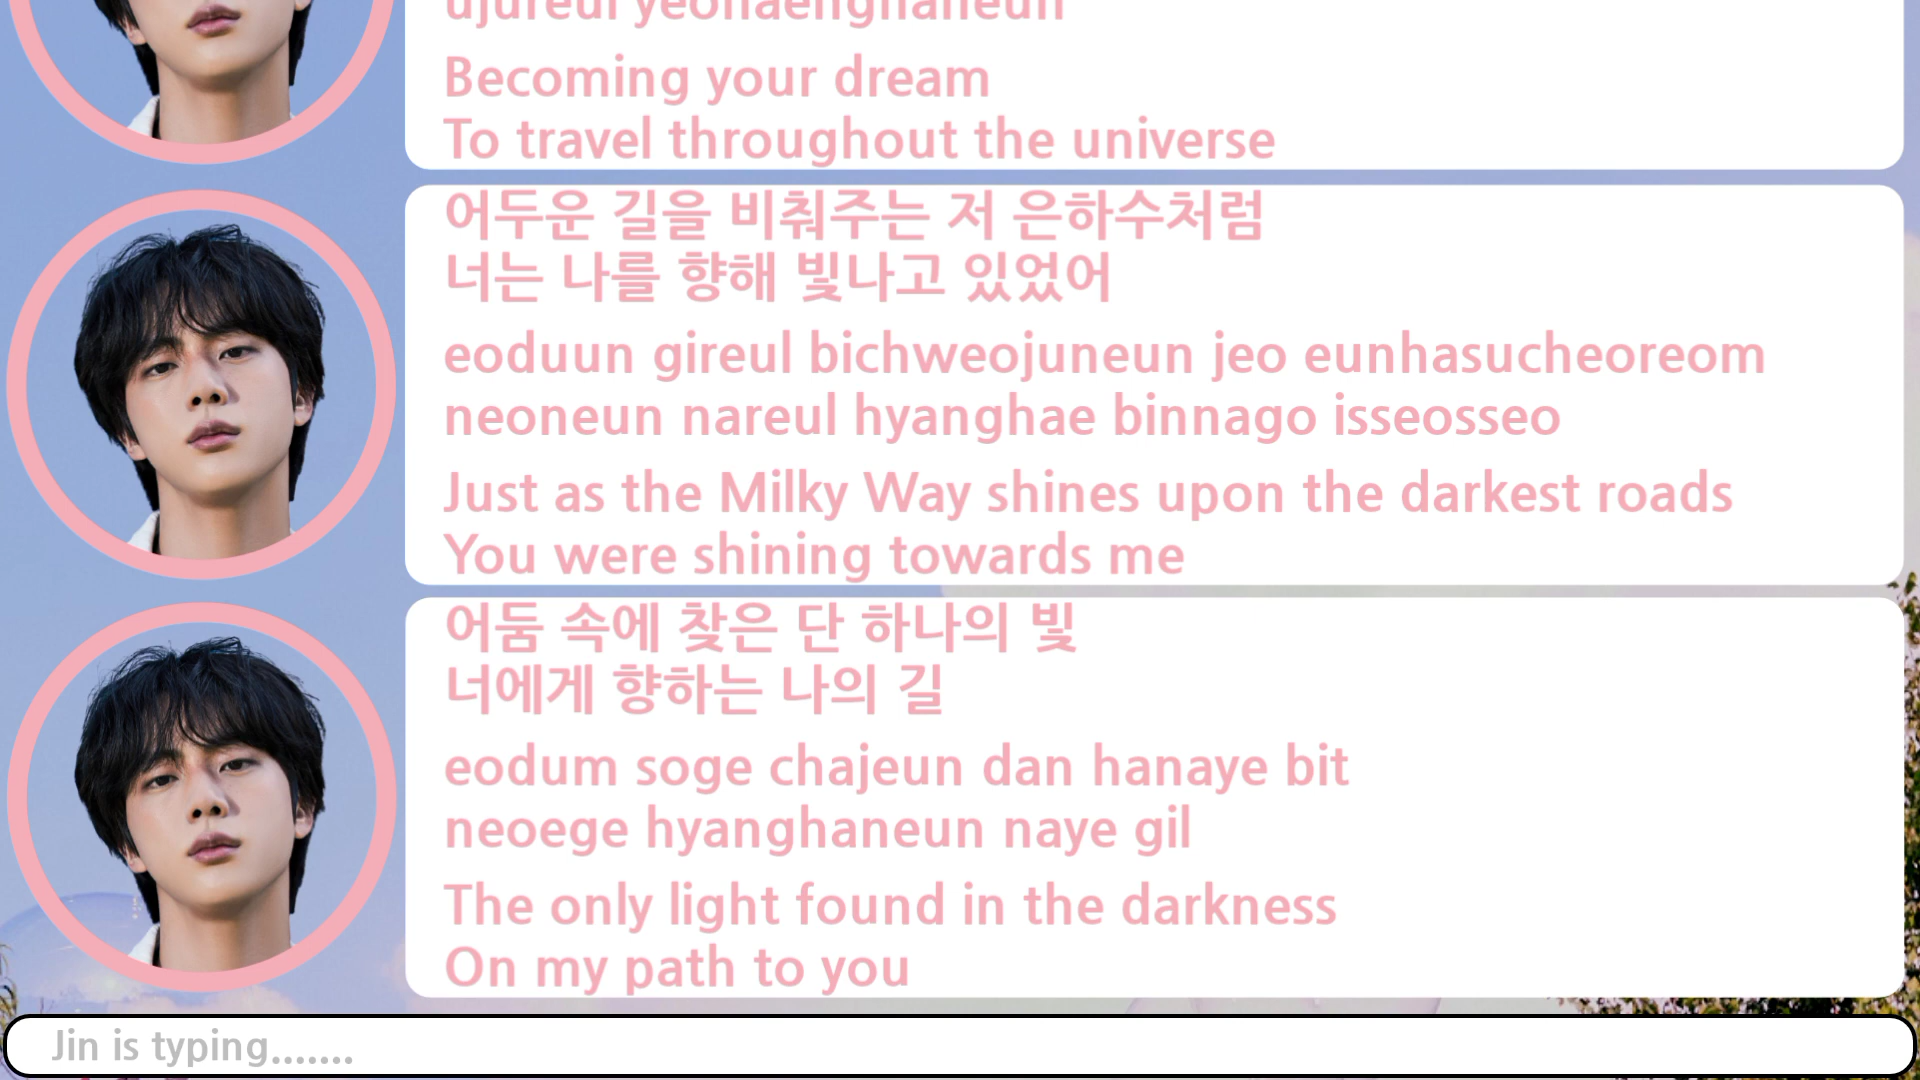 ujureul yeohaenghaneun
Becoming your dream
To travel throughout the universe
어두운 길을 비춰주는 저 은하수처럼
너는 나를 향해 빛나고 있었어
eoduun gireul bichweojuneun jeo eunhasucheoreom
neoneun nareul hyanghae binnago isseosseo
Just as the Milky Way shines upon the darkest roads
You were shining towards me
어둠 속에 찾은 단 하나의 빛
너에게 향하는 나의 길
eodum soge chajeun dan hanaye bit
neoege hyanghaneun naye gil
The only light found in the darkness
On my path to you
Jin is typing.......